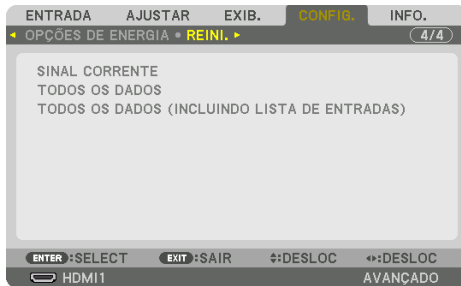 ENTRADA AJUSTAR EXIB. CONFIG. INFO.
OPÇÕES DE ENERGIA • REINI. 4/4
SINAL CORRENTE
TODOS OS DADOS
TODOS OS DADOS (INCLUINDO LISTA DE ENTRADAS)
ENTER :SELECT EXIT :SAIR :DESLOC :DESLOC
HDMI1 AVANÇADO